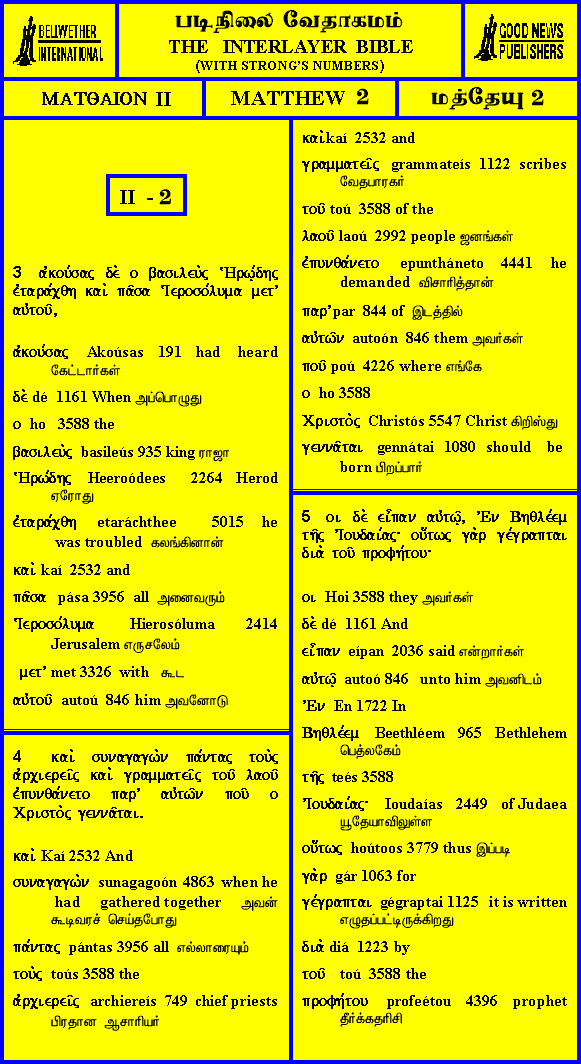 BELLWETHER
INTERNATIONAL
படிநிலை வேதாகமம்
THE INTERLAYER BIBLE
(WITH STRONG'S NUMBERS)
GOOD NEWS
PUBLISHERS
ΜΑΤΘΑΙΟΝ II
MATTHEW 2
மத்தேயு 2
II - 2
3 ἀκούσας δὲ ο βασιλεὺς Ἡρῴδης
ἐταράχθη καὶ πᾶσα Ἱεροσόλυμα μετ'
αὐτοῦ,
ἀκούσας Akoúsas 191 had heard
கேட்டார்கள்
δὲ dé 1161 When அப்பொழுது
ο ho 3588 the
βασιλεὺς basileús 935 king ராஜா
Ἡρῴδης Heeroódees 2264 Herod
ஏரோது
ἐταράχθη etaráchthee 5015 he
was troubled கலங்கினான்
καὶ kaí 2532 and
πᾶσα pása 3956 all அனைவரும்
Ἱεροσόλυμα Hierosóluma 2414
Jerusalem எருசலேம்
μετ' met 3326 with கூட
αὐτοῦ autoú 846 him அவனோடு
4 καὶ συναγαγὼν πάντας τοὺς
ἀρχιερεῖς καὶ γραμματεῖς τοῦ λαοῦ
ἐπυνθάνετο παρ' αὐτῶν ποῦ ο
Χριστὸς γεννᾶται.
καὶ Kaí 2532 And
συναγαγὼν sunagagoón 4863 when he
had gathered together அவன்
கூடிவரச் செய்தபோது
πάντας pántas 3956 all எல்லாரையும்
τοὺς toús 3588 the
ἀρχιερεῖς archiereís 749 chief priests
பிரதான ஆசாரியர்
καὶ kaí 2532 and
γραμματεῖς grammateís 1122 scribes
வேதபாரகர்
τοῦ toú 3588 of the
λαοῦ laoú 2992 people ஜனங்கள்
ἐπυνθάνετο epuntháneto 4441 he
demanded விசாரித்தான்
παρ' par 844 of இடத்தில்
αὐτῶν autoón 846 them அவர்கள்
ποῦ poú 4226 where எங்கே
ο ho 3588
Χριστὸς Christós 5547 Christ கிறிஸ்து
γεννᾶται gennátai 1080 should be
born பிறப்பார்
5 οι δὲ εἶπαν αὐτῷ, Ἐν Βηθλέεμ
τῆς Ἰουδαίας· οὕτως γὰρ γέγραπται
διὰ τοῦ προφήτου·
οι Hoi 3588 they அவர்கள்
δὲ dé 1161 And
εἶπαν eípan 2036 said என்றார்கள்
αὐτῷ autoó 846 unto him அவனிடம்
Ἐν En 1722 In
Βηθλέεμ Beethléem 965 Bethlehem
பெத்லகேம்
τῆς teés 3588
Ἰουδαίας· Ioudaías 2449 of Judaea
யூதேயாவிலுள்ள
οὕτως hoútoos 3779 thus இப்படி
γὰρ gár 1063 for
γέγραπται gégraptai 1125 it is written
எழுதப்பட்டிருக்கிறது
διὰ diá 1223 by
τοῦ toú 3588 the
προφήτου profeétou 4396 prophet
தீர்க்கதரிசி